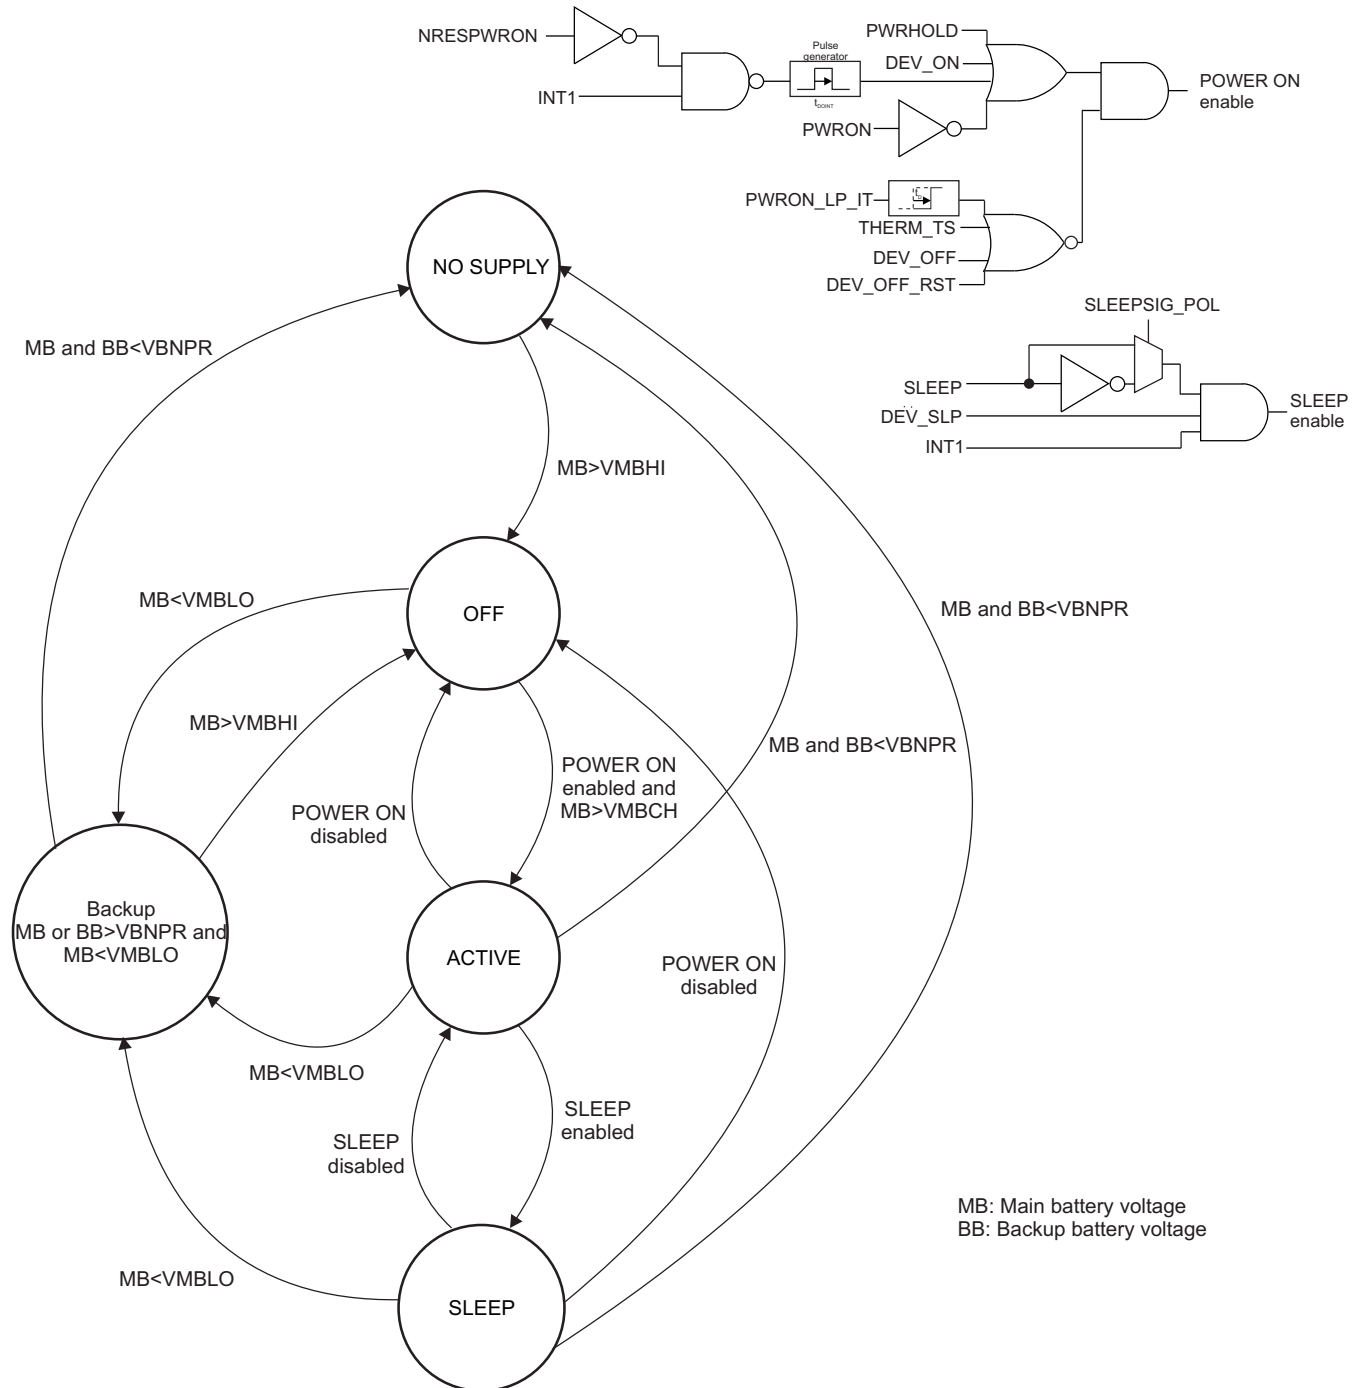 NRESPWRON
INT1
Pulse
generator
PWRHOLD
DEV_ON
PWRON
POWER ON
enable
PWRON_LP_IT
THERM_TS
DEV_OFF
DEV_OFF_RST
SLEEPSIG_POL
SLEEP
DEV_SLP
INT1
SLEEP
enable
NO SUPPLY
MB and BB<VBNPR
MB>VMBHI
OFF
MB<VMBLO
MB and BB<VBNPR
MB>VMBHI
MB and BB<VBNPR
POWER ON
enabled and
MB>VMBCH
POWER ON
disabled
Backup
MB or BB>VBNPR and
MB<VMBLO
ACTIVE
POWER ON
disabled
MB<VMBLO
SLEEP
enabled
SLEEP
disabled
MB<VMBLO
SLEEP
MB: Main battery voltage
BB: Backup battery voltage